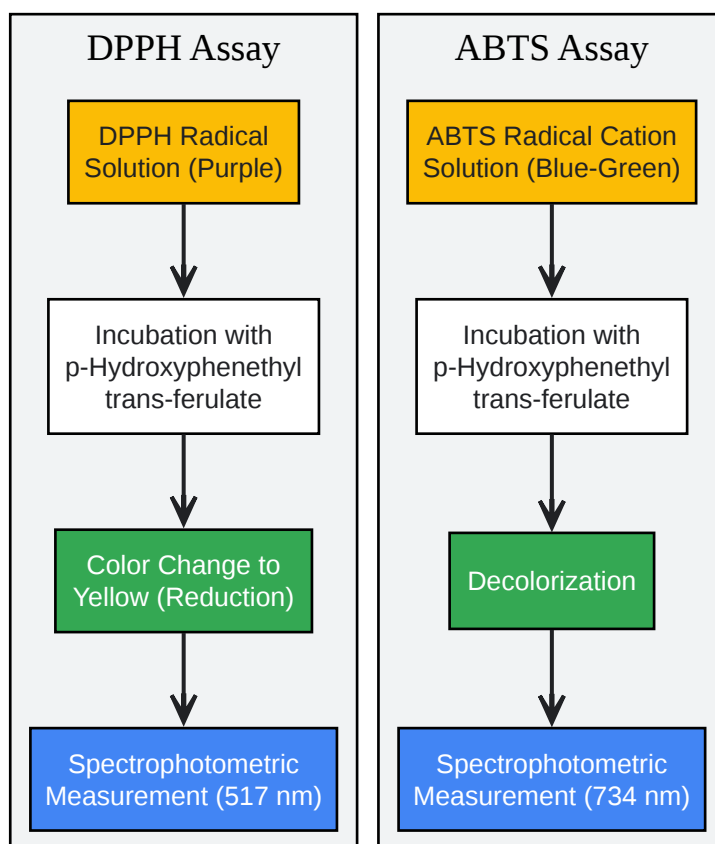 DPPH Assay
DPPH Radical
Solution (Purple)
Incubation with
p-Hydroxyphenethyl
trans-ferulate
Color Change to
Yellow (Reduction)
Spectrophotometric
Measurement (517 nm)
ABTS Assay
ABTS Radical Cation
Solution (Blue-Green)
Incubation with
p-Hydroxyphenethyl
trans-ferulate
Decolorization
Spectrophotometric
Measurement (734 nm)